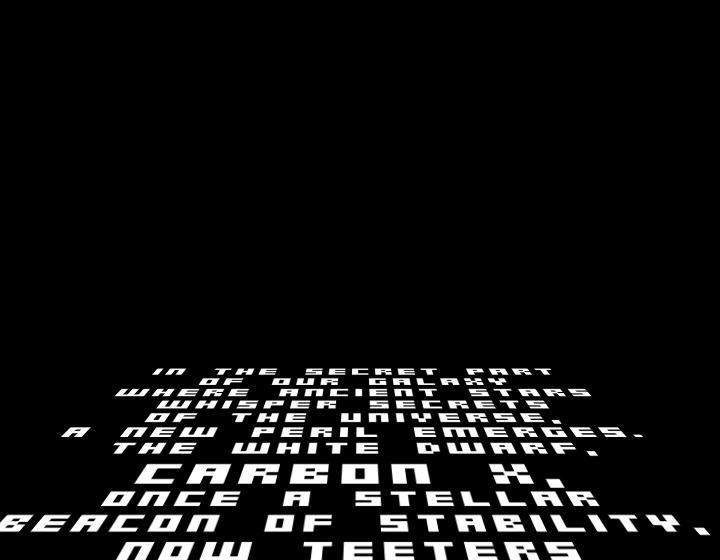 IN THE SECRET PART
OF OUR GALAXY
WHERE ANCIENT STARS
WHISPER SECRETS
OF THE UNIVERSE,
A NEW PERIL EMERGES.
THE WHITE DWARF,
CARBON X,
ONCE A STELLAR
BEACON OF STABILITY,
NOW TEETERS